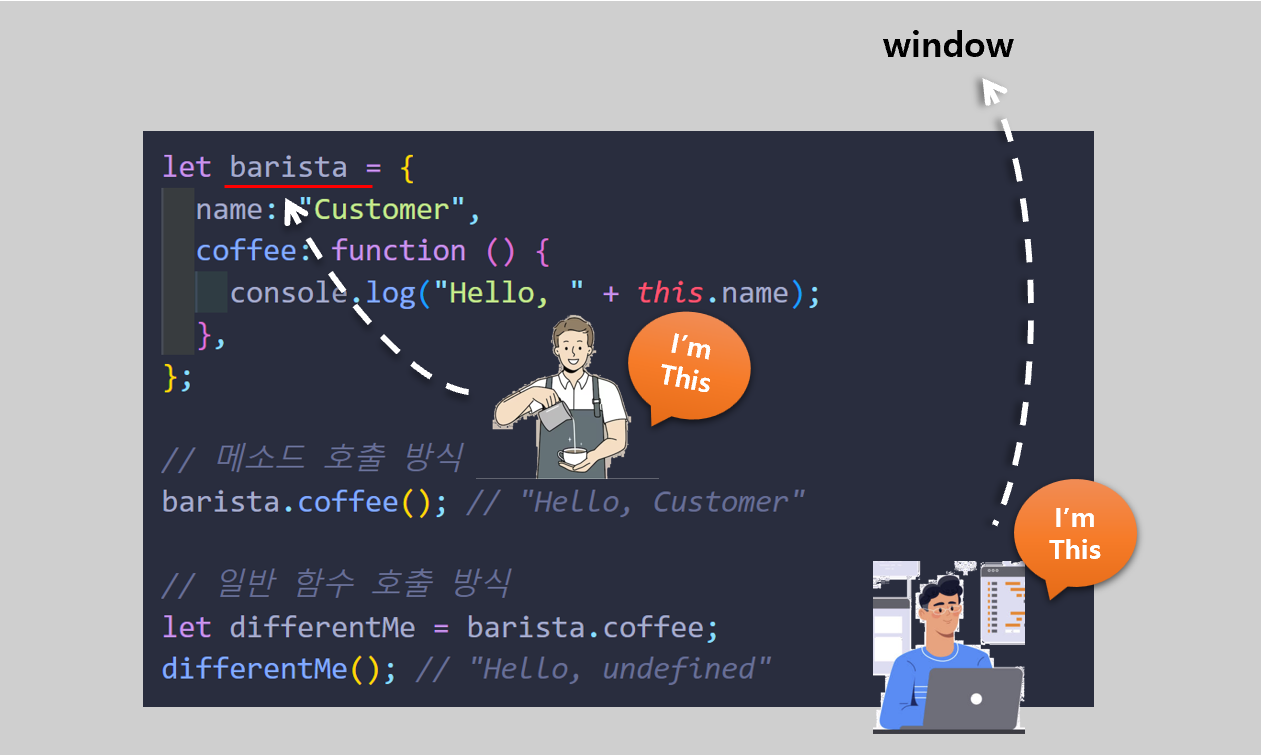 window
let barista = {
name: "Customer",
coffee: function () {
console.log("Hello, " + this.name);
},
};
I'm
This
// 메소드 호출 방식
barista.coffee(); // "Hello, Customer"
I'm
This
// 일반 함수 호출 방식
let differentMe = barista.coffee;
differentMe(); // "Hello, undefined"